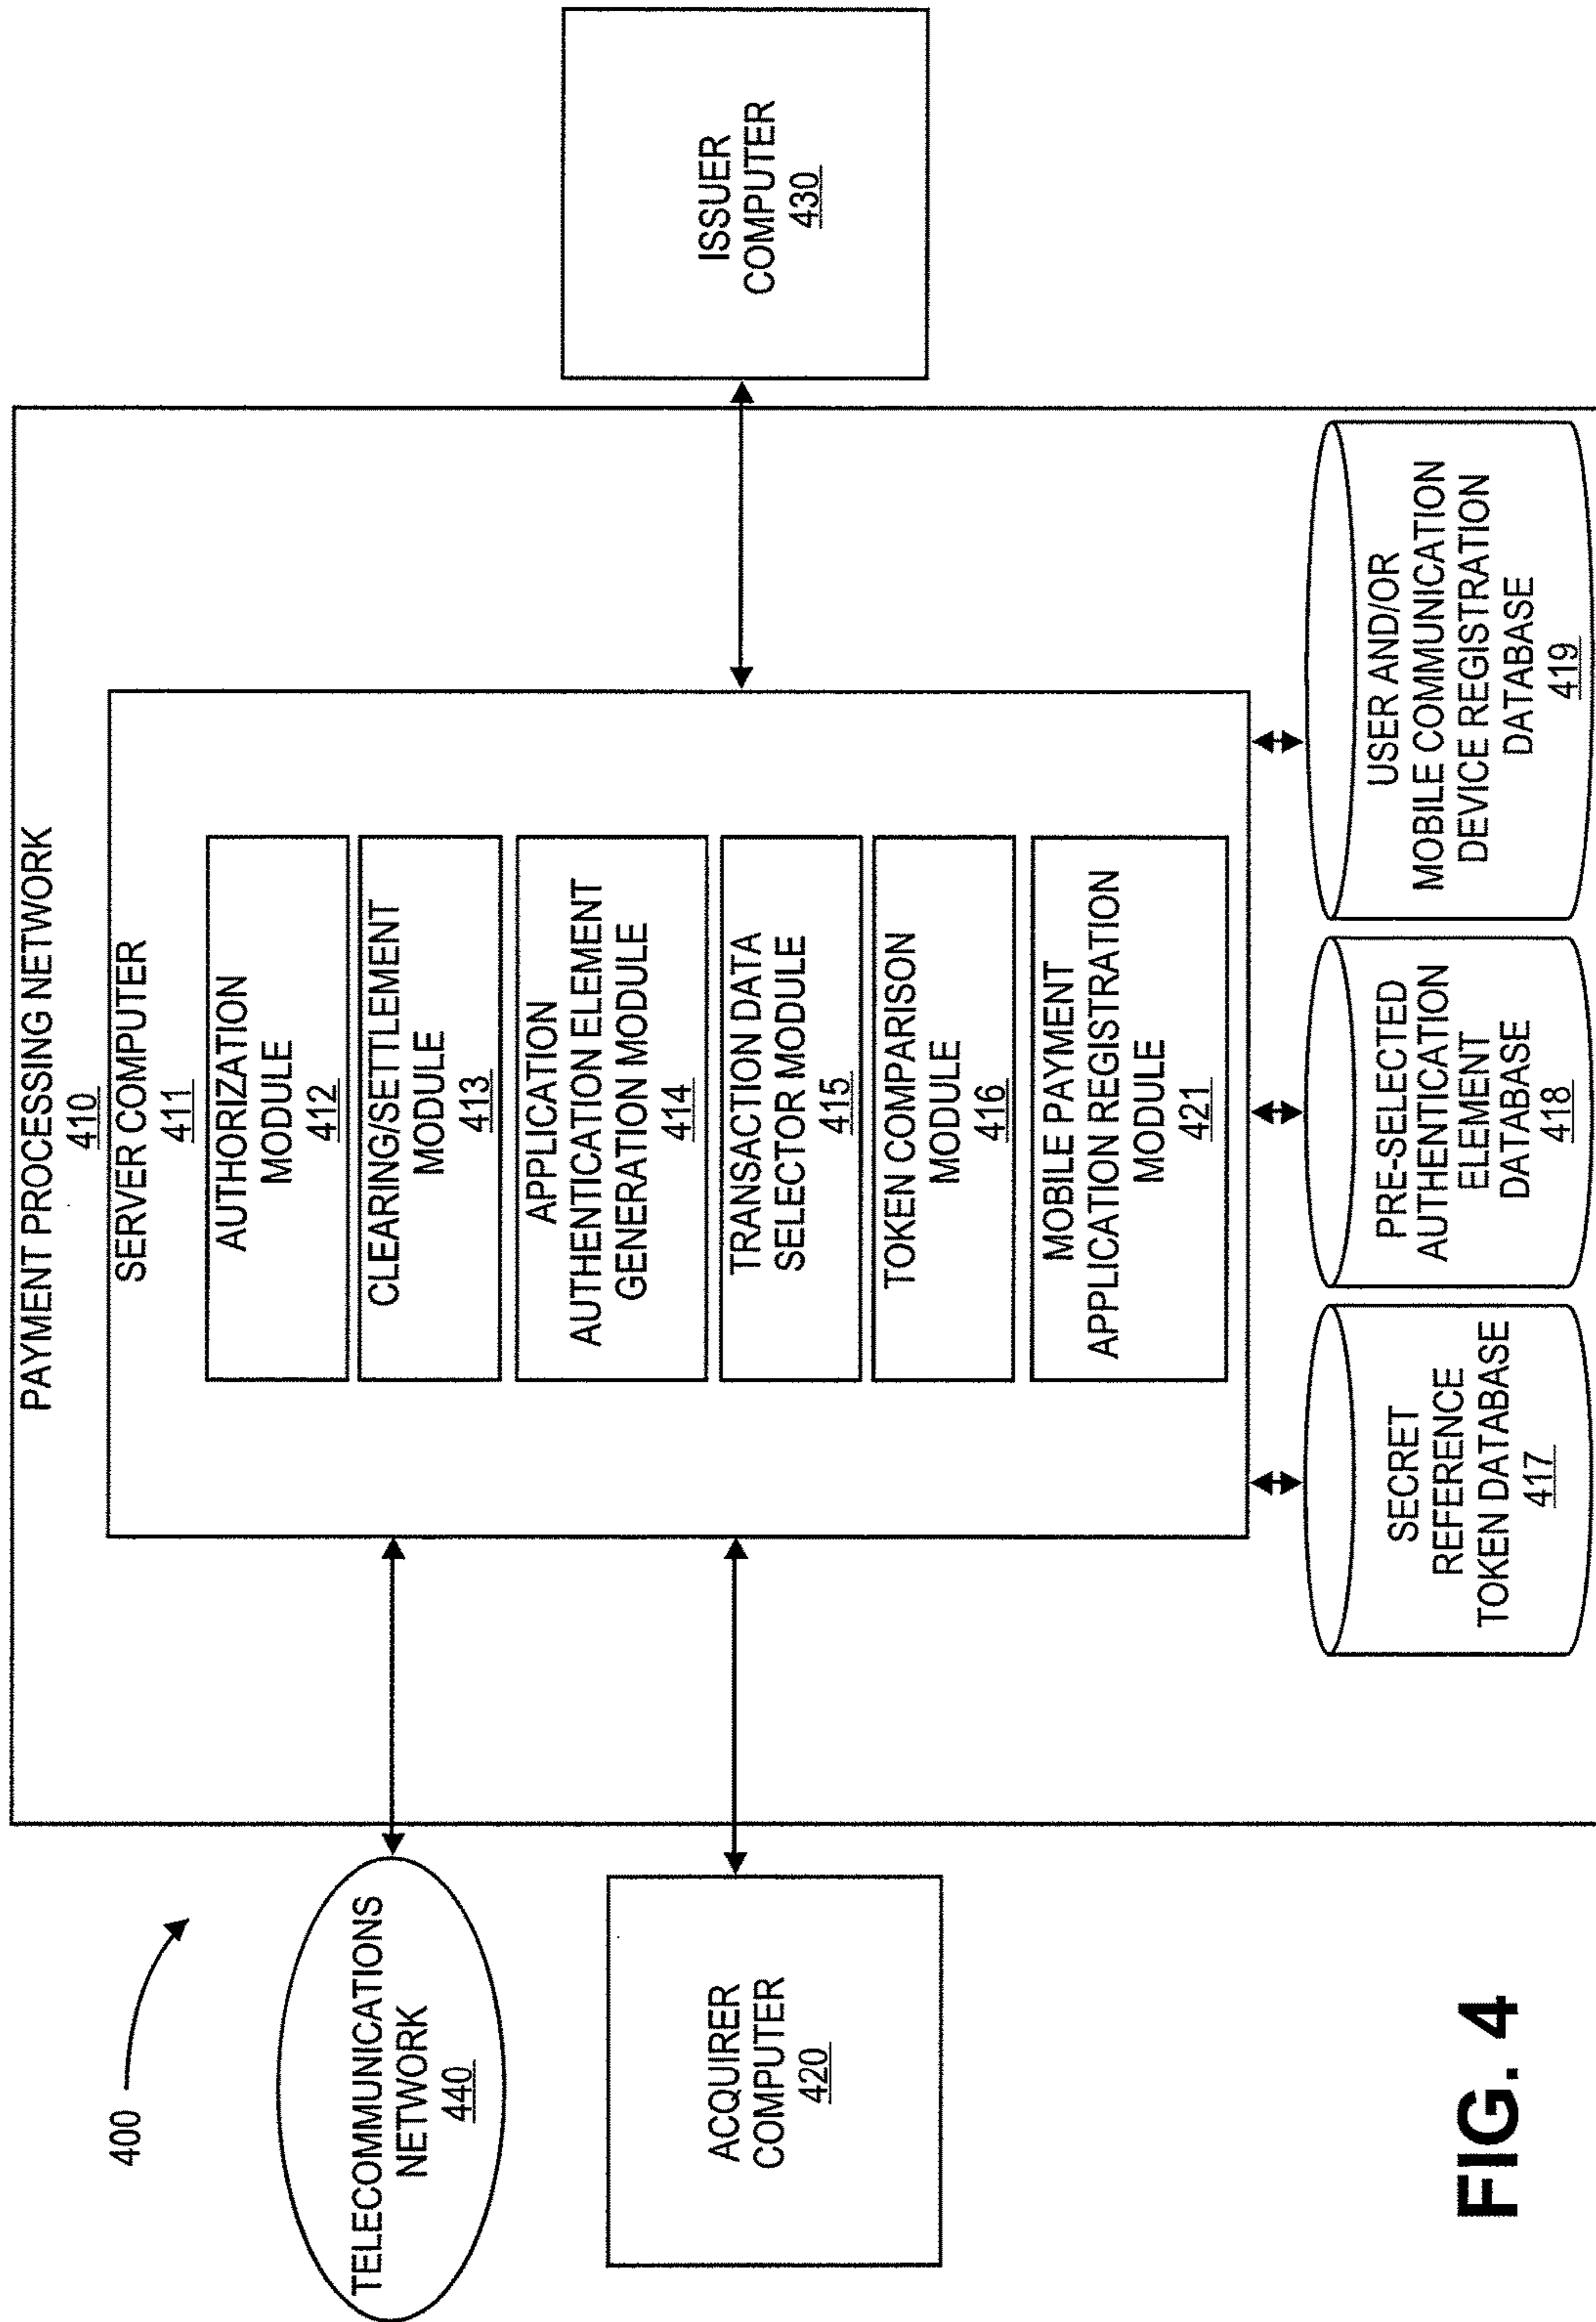 400
PAYMENT PROCESSING NETWORK
410
SERVER COMPUTER
411
AUTHORIZATION
MODULE
412
CLEARING/SETTLEMENT
MODULE
413
APPLICATION
AUTHENTICATION ELEMENT
GENERATION MODULE
414
TRANSACTION DATA
SELECTOR MODULE
415
TOKEN COMPARISON
MODULE
416
MOBILE PAYMENT
APPLICATION REGISTRATION
MODULE
421
TELECOMMUNICATIONS
NETWORK
440
ACQUIRER
COMPUTER
420
ISSUER
COMPUTER
430
SECRET
REFERENCE
TOKEN DATABASE
417
PRE-SELECTED
AUTHENTICATION
ELEMENT
DATABASE
418
USER AND/OR
MOBILE COMMUNICATION
DEVICE REGISTRATION
DATABASE
419
FIG. 4